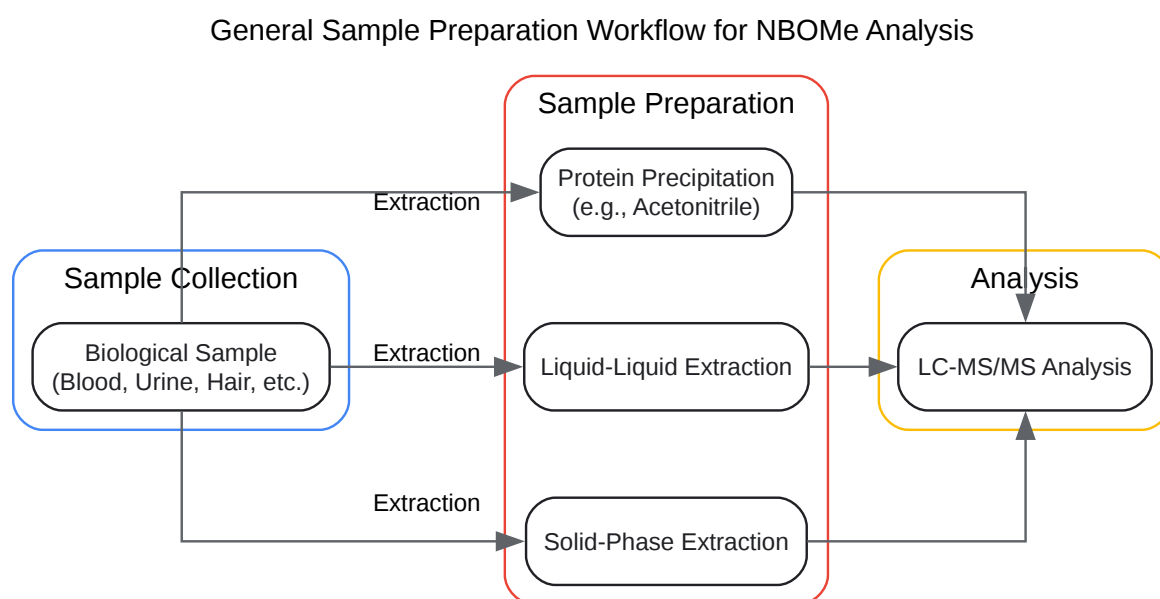 General Sample Preparation Workflow for NBOMe Analysis
Sample Preparation
Protein Precipitation
(e.g., Acetonitrile)
Extraction
Sample Collection
Analysis
Biological Sample
(Blood, Urine, Hair, etc.)
Extraction
Liquid-Liquid Extraction
LC-MS/MS Analysis
Extraction
Solid-Phase Extraction